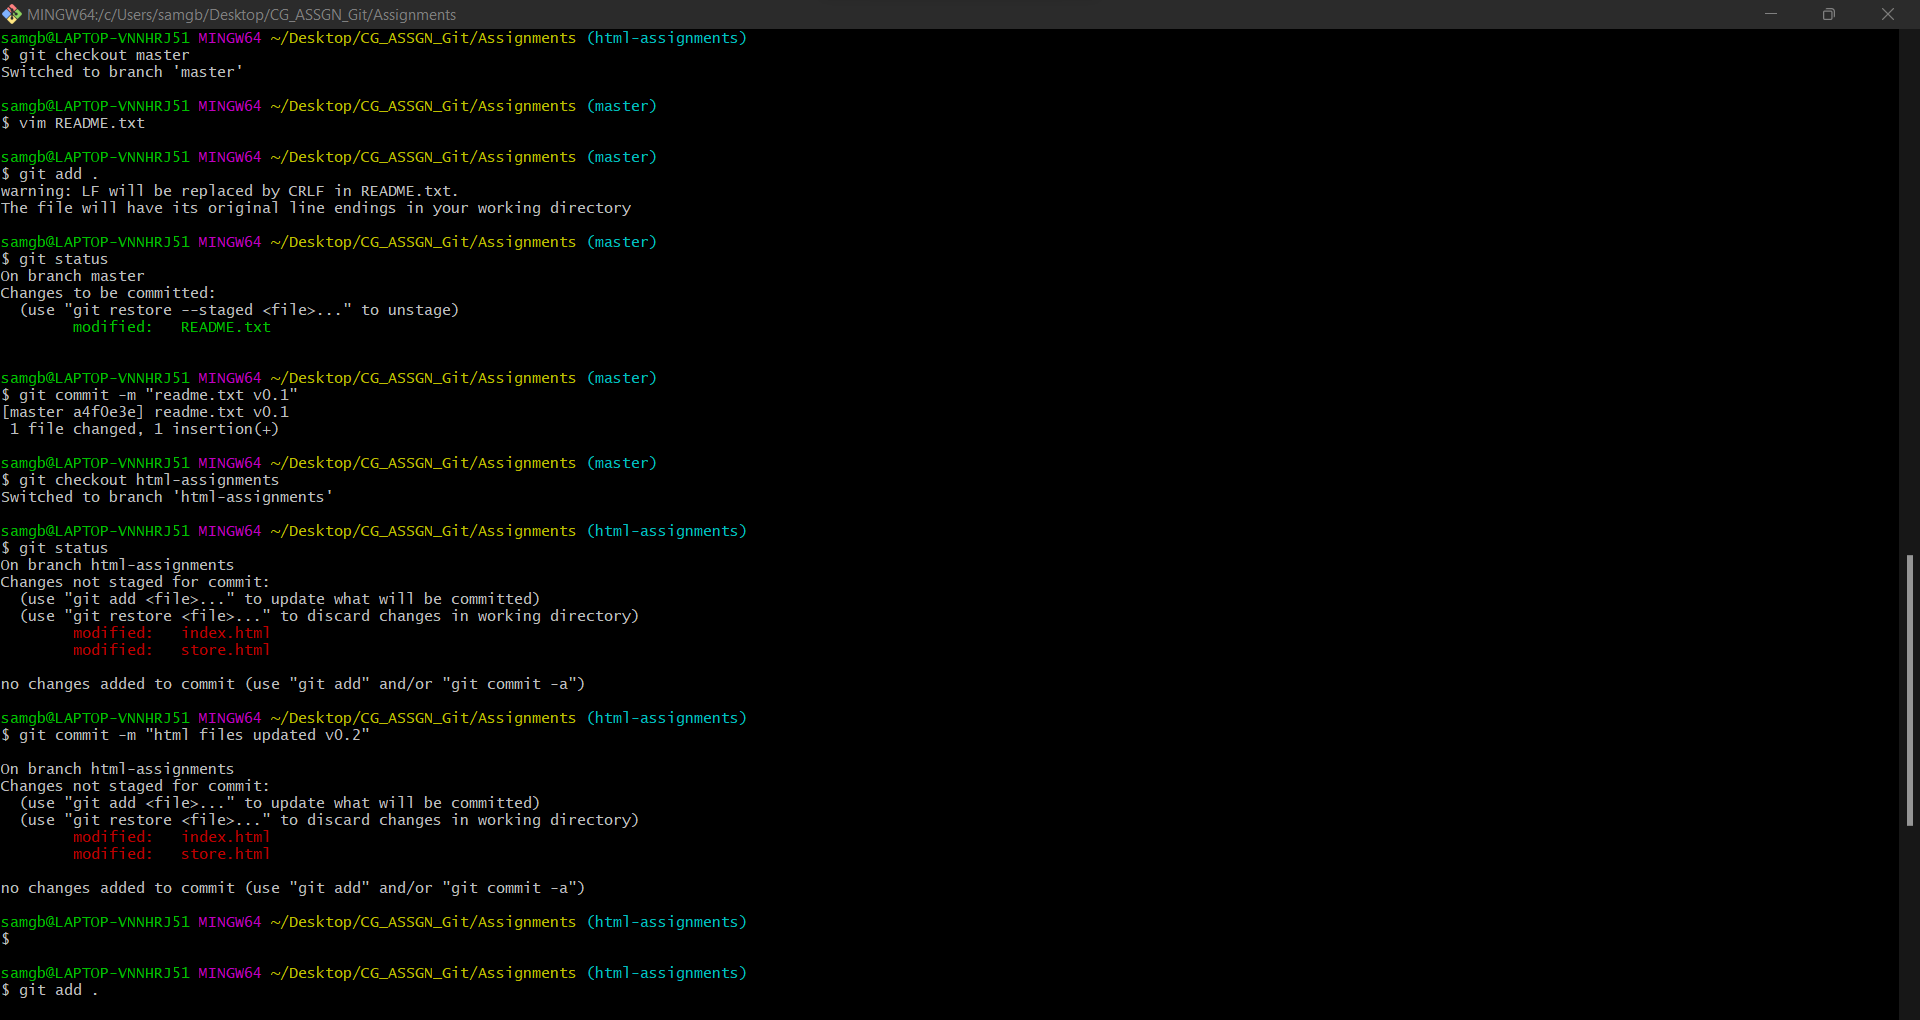 MINGW64:/c/Users/samgb/Desktop/CG_ASSGN_Git/Assignments
samgb@LAPTOP-VNNHRJ51 MINGW64 ~/Desktop/CG_ASSGN_Git/Assignments (html-assignments)
$ git checkout master
Switched to branch 'master'
samgb@LAPTOP-VNNHRJ51 MINGW64 ~/Desktop/CG_ASSGN_Git/Assignments (master)
$ vim README.txt
samgb@LAPTOP-VNNHRJ51 MINGW64 ~/Desktop/CG_ASSGN_Git/Assignments (master)
$ git add .
warning: LF will be replaced by CRLF in README.txt.
The file will have its original line endings in your working directory
samgb@LAPTOP-VNNHRJ51 MINGW64 ~/Desktop/CG_ASSGN_Git/Assignments (master)
$ git status
On branch master
Changes to be committed:
  (use "git restore --staged <file>..." to unstage)
        modified:   README.txt
samgb@LAPTOP-VNNHRJ51 MINGW64 ~/Desktop/CG_ASSGN_Git/Assignments (master)
$ git commit -m "readme.txt v0.1"
[master a4f0e3e] readme.txt v0.1
 1 file changed, 1 insertion(+)
samgb@LAPTOP-VNNHRJ51 MINGW64 ~/Desktop/CG_ASSGN_Git/Assignments (master)
$ git checkout html-assignments
Switched to branch 'html-assignments'
samgb@LAPTOP-VNNHRJ51 MINGW64 ~/Desktop/CG_ASSGN_Git/Assignments (html-assignments)
$ git status
On branch html-assignments
Changes not staged for commit:
  (use "git add <file>..." to update what will be committed)
  (use "git restore <file>..." to discard changes in working directory)
        modified:   index.html
        modified:   store.html
no changes added to commit (use "git add" and/or "git commit -a")
samgb@LAPTOP-VNNHRJ51 MINGW64 ~/Desktop/CG_ASSGN_Git/Assignments (html-assignments)
$ git commit -m "html files updated v0.2"
On branch html-assignments
Changes not staged for commit:
  (use "git add <file>..." to update what will be committed)
  (use "git restore <file>..." to discard changes in working directory)
        modified:   index.html
        modified:   store.html
no changes added to commit (use "git add" and/or "git commit -a")
samgb@LAPTOP-VNNHRJ51 MINGW64 ~/Desktop/CG_ASSGN_Git/Assignments (html-assignments)
$
samgb@LAPTOP-VNNHRJ51 MINGW64 ~/Desktop/CG_ASSGN_Git/Assignments (html-assignments)
$ git add .